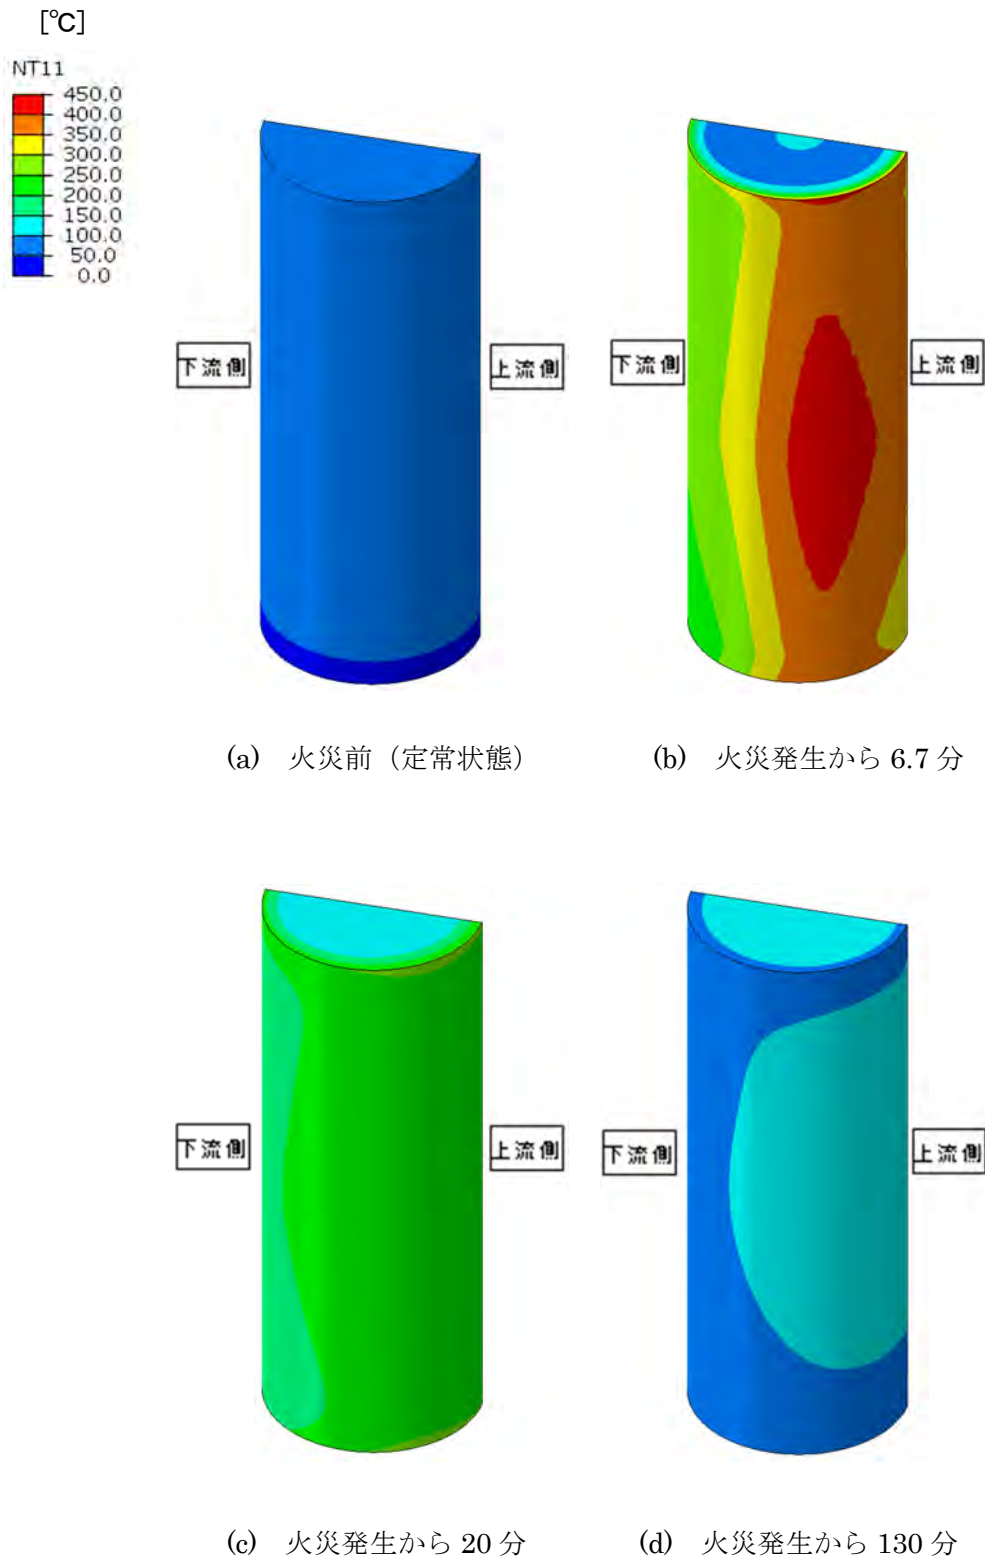 [℃]
NT11
450.0
400.0
350.0
300.0
250.0
200.0
150.0
100.0
50.0
0.0
下流側
上流側
下流側
上流側
(a) 火災前（定常状態）
(b) 火災発生から 6.7 分
下流側
上流側
下流側
上流側
(c) 火災発生から 20 分
(d) 火災発生から 130 分